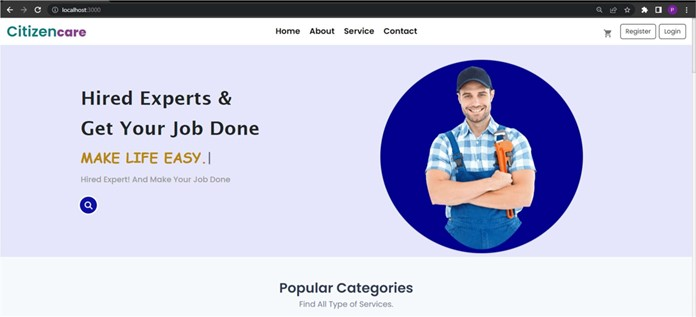 localhost:3000
P
Citizencare
Home About Service Contact
Register Login
Hired Experts &
Get Your Job Done
MAKE LIFE EASY.|
Hired Expert! And Make Your Job Done
Popular Categories
Find All Type of Services.